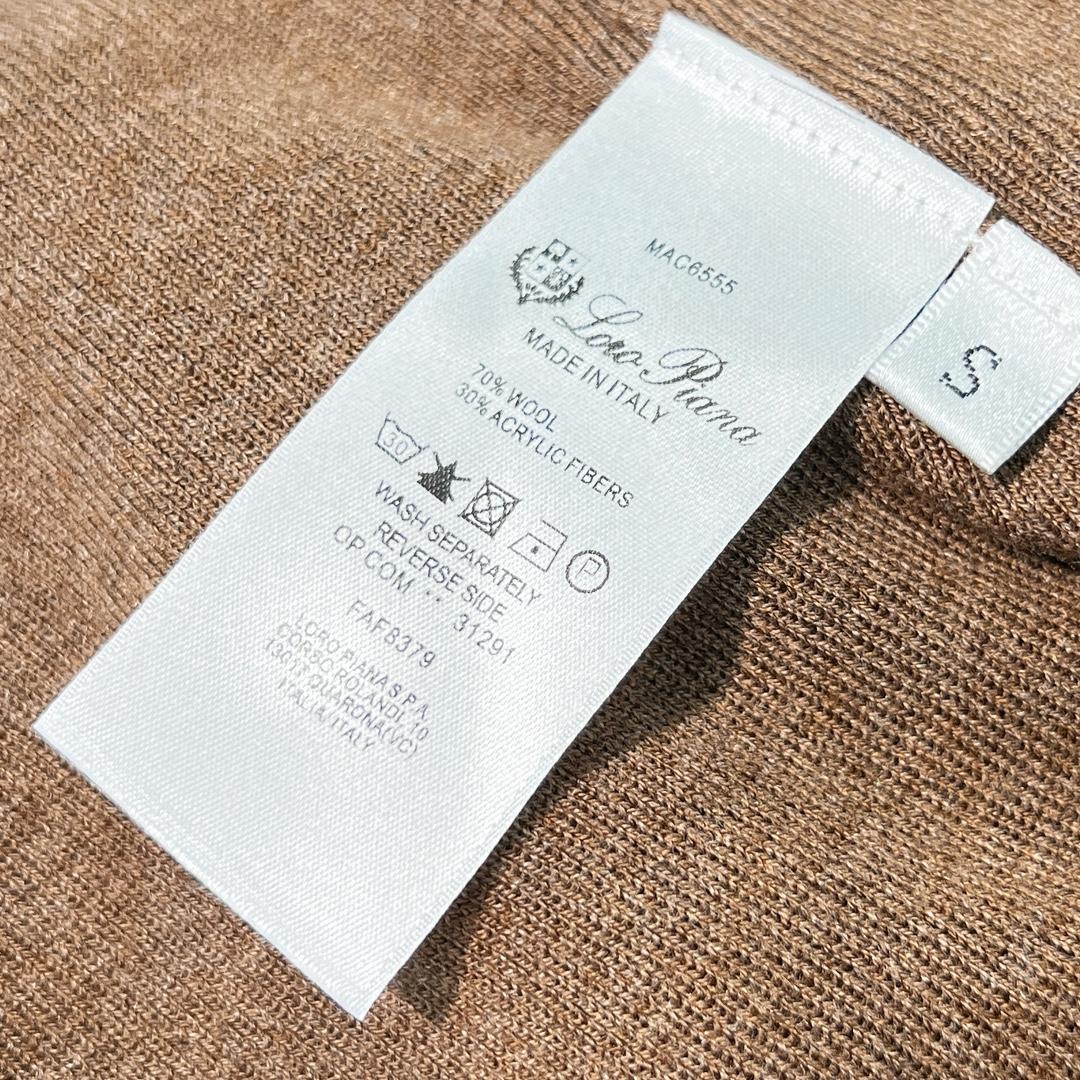 MAC6555
Loro Piana
MADE IN ITALY
70% WOOL
30% ACRYLIC FIBERS
30
P
WASH SEPARATELY
REVERSE SIDE
OP COM ** 31291
FAF8379
LORO PIANA S.P.A.
CORSO ROLANDI, 10
13017 QUARONA(VC)
ITALIA/ITALY
S